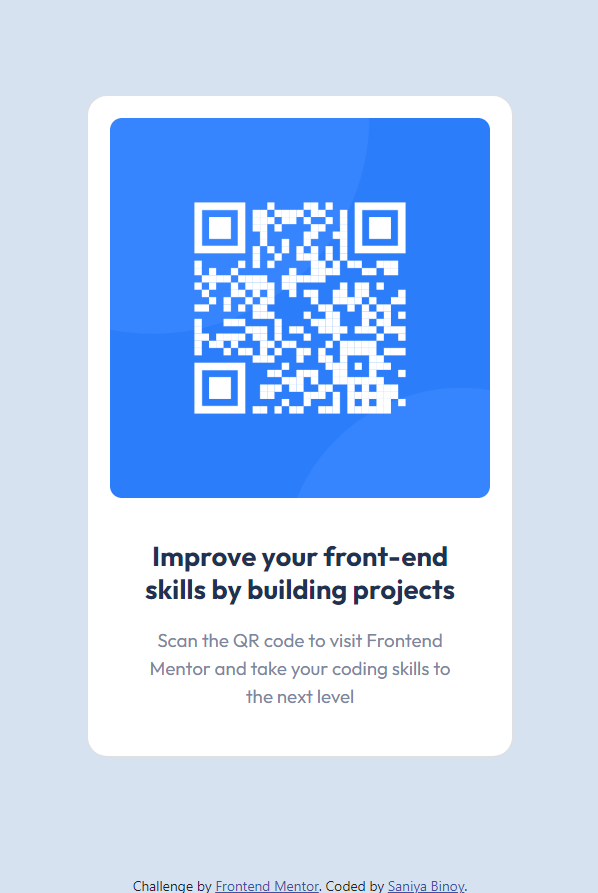 Improve your front-end
skills by building projects
Scan the QR code to visit Frontend
Mentor and take your coding skills to
the next level
Challenge by Frontend Mentor. Coded by Saniya Binoy.